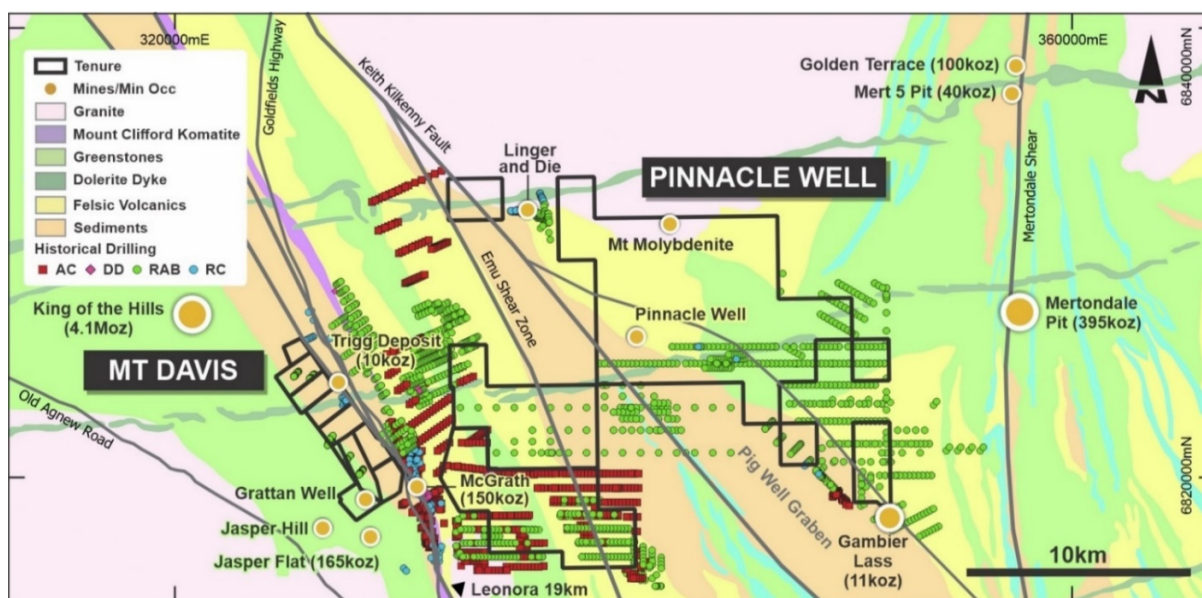 320000mE
360000mE
6840000mN
Tenure
Mines/Min Occ
Granite
Mount Clifford Komatite
Greenstones
Dolerite Dyke
Felsic Volcanics
Sediments
Historical Drilling
AC DD RAB RC
Goldfields Highway
Keith Kilkenny Fault
Golden Terrace (100koz)
Mert 5 Pit (40koz)
Linger
and Die
PINNACLE WELL
Mertondale Shear
Mt Molybdenite
Emu Shear Zone
King of the Hills
(4.1Moz)
Trigg Deposit
(10koz)
Pinnacle Well
Mertondale
Pit (395koz)
MT DAVIS
Old Agnew Road
Pig Well Graben
McGrath
(150koz)
Grattan Well
Jasper Hill
Jasper Flat (165koz)
Gambier
Lass
(11koz)
6820000mN
10km
Leonora 19km